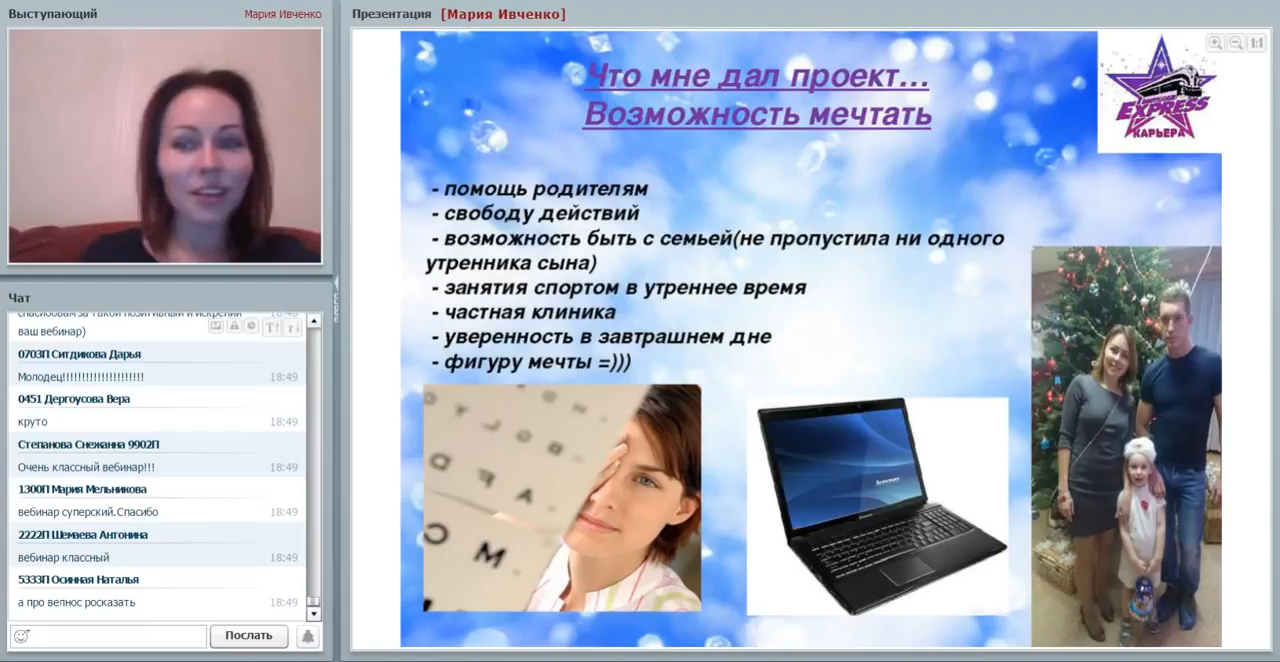 Выступающий
Мария Ивченко
Презентация [Мария Ивченко]
Что мне дал проект...
Возможность мечтать
EXPRESS
КАРЬЕРА
- помощь родителям
- свободу действий
- возможность быть с семьей(не пропустила ни одного
утренника сына)
- занятия спортом в утреннее время
- частная клиника
- уверенность в завтрашнем дне
- фигуру мечты =)))
lenovo
Чат
ваш вебинар)
0703П Ситдикова Дарья
Молодец!!!!!!!!!!!!!!!!!!!!! 18:49
0451 Дергоусова Вера
круто 18:49
Степанова Снежанна 9902П
Очень классный вебинар!!! 18:49
1300П Мария Мельникова
вебинар суперский.Спасибо 18:49
2222П Шемаева Антонина
вебинар классный 18:49
5333П Осинная Наталья
а про велнос росказать 18:49
Послать
1:1